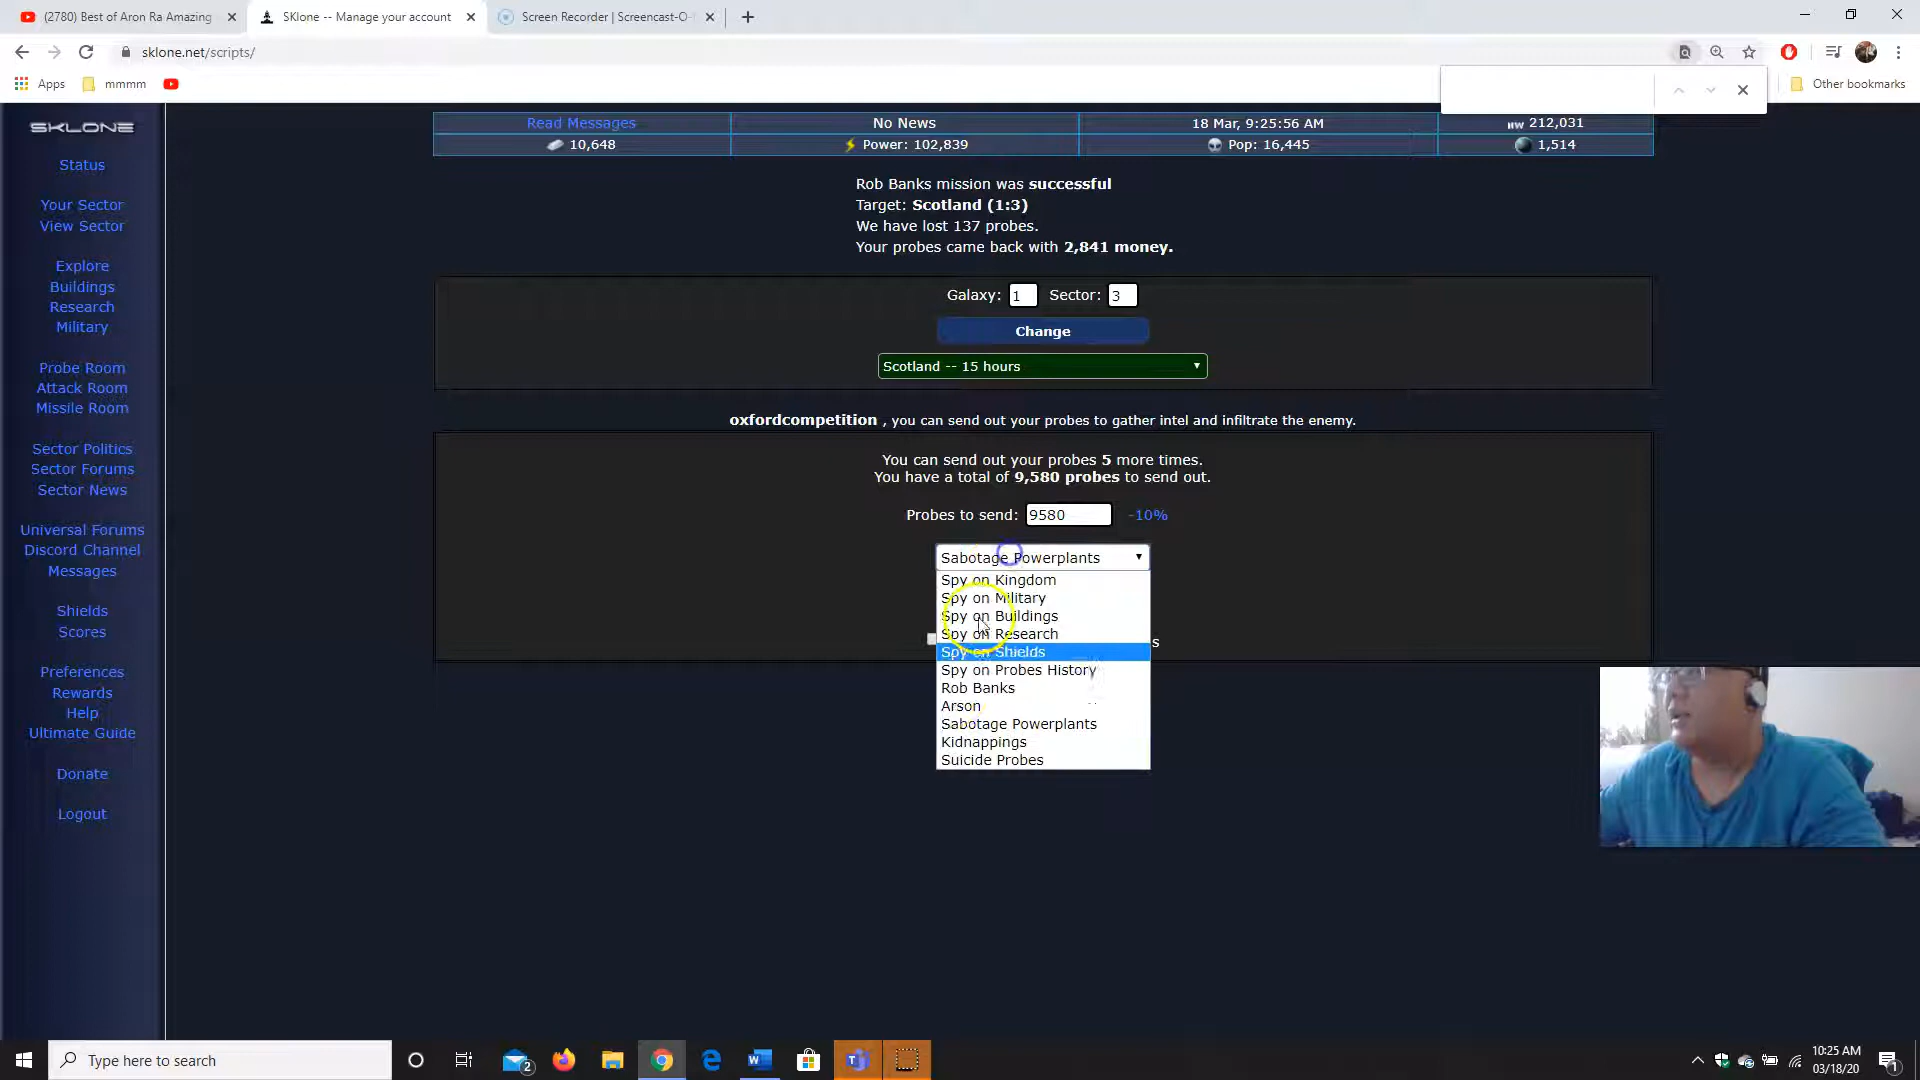 (2780) Best of Aron Ra Amazing
SKlone -- Manage your account
Screen Recorder | Screencast-O-
sklone.net/scripts/
Apps
mmmm
Other bookmarks
SKLONE
Status
Your Sector
View Sector
Explore
Buildings
Research
Military
Probe Room
Attack Room
Missile Room
Sector Politics
Sector Forums
Sector News
Universal Forums
Discord Channel
Messages
Shields
Scores
Preferences
Rewards
Help
Ultimate Guide
Donate
Logout
Read Messages
No News
18 Mar, 9:25:56 AM
NW 212,031
10,648
Power: 102,839
Pop: 16,445
1,514
Rob Banks mission was successful
Target: Scotland (1:3)
We have lost 137 probes.
Your probes came back with 2,841 money.
Galaxy: 1 Sector: 3
Change
Scotland -- 15 hours
oxfordcompetition , you can send out your probes to gather intel and infiltrate the enemy.
You can send out your probes 5 more times.
You have a total of 9,580 probes to send out.
Probes to send: 9580 -10%
Sabotage Powerplants
Spy on Kingdom
Spy on Military
Spy on Buildings
Spy on Research
Spy on Shields
Spy on Probes History
Rob Banks
Arson
Sabotage Powerplants
Kidnappings
Suicide Probes
s
Type here to search
2
10:25 AM
03/18/20
1